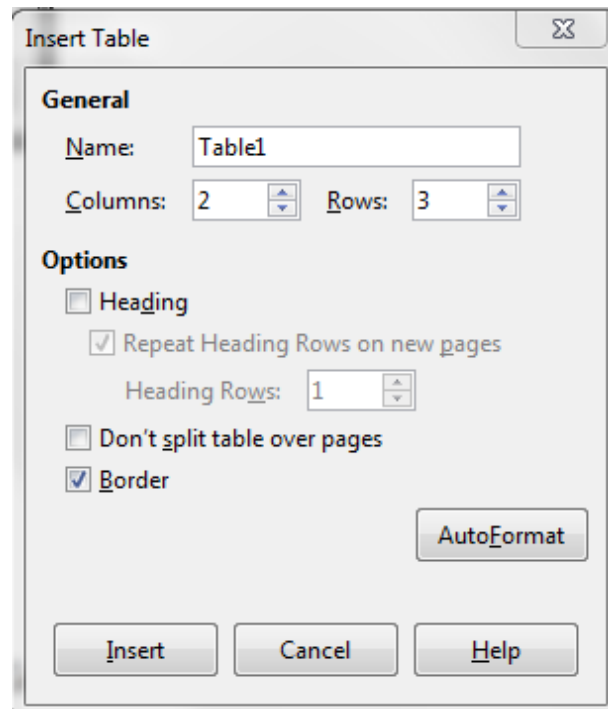 Insert Table
General
Name: Table1
Columns: 2 Rows: 3
Options
Heading
Repeat Heading Rows on new pages
Heading Rows: 1
Don't split table over pages
Border
AutoFormat
Insert Cancel Help